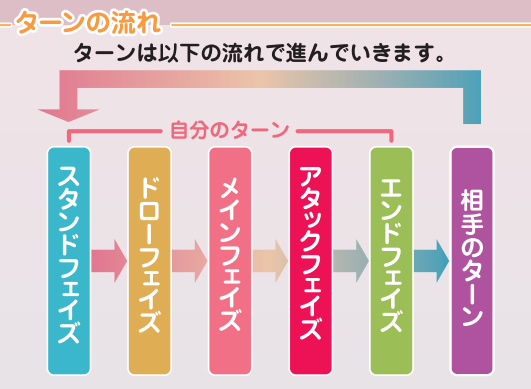 ターンの流れ
ターンは以下の流れで進んでいきます。
自分のターン
スタンドフェイズ
ドローフェイズ
メインフェイズ
アタックフェイズ
エンドフェイズ
相手のターン